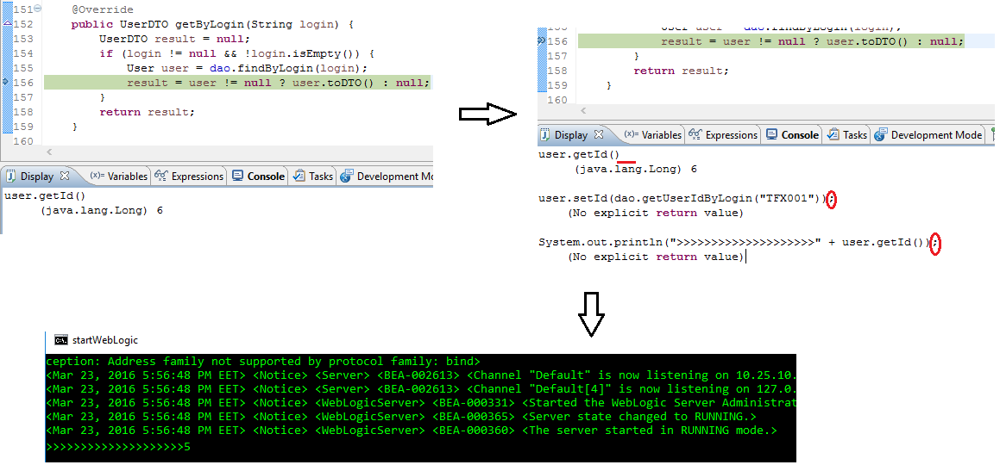 151 @Override
152 public UserDTO getByLogin(String login) {
153 UserDTO result = null;
154 if (login != null && !login.isEmpty()) {
155 User user = dao.findByLogin(login);
156 result = user != null ? user.toDTO() : null;
157 }
158 return result;
159 }
160
Display (x)= Variables Expressions Console Tasks Development Mo
user.getId()
(java.lang.Long) 6
155 User user = dao.findByLogin(login);
156 result = user != null ? user.toDTO() : null;
157 }
158 return result;
159 }
160
Display (x)= Variables Expressions Console Tasks Development Mode
user.getId()
(java.lang.Long) 6
user.setId(dao.getUserIdByLogin("TFX001"));
(No explicit return value)
System.out.println(">>>>>>>>>>>>>>>>>>>>" + user.getId());
(No explicit return value)
startWebLogic
ception: Address family not supported by protocol family: bind>
<Mar 23, 2016 5:56:48 PM EET> <Notice> <Server> <BEA-002613> <Channel "Default" is now listening on 10.25.10.
<Mar 23, 2016 5:56:48 PM EET> <Notice> <Server> <BEA-002613> <Channel "Default[4]" is now listening on 127.0.
<Mar 23, 2016 5:56:48 PM EET> <Notice> <WebLogicServer> <BEA-000331> <Started the WebLogic Server Administrat
<Mar 23, 2016 5:56:48 PM EET> <Notice> <WebLogicServer> <BEA-000365> <Server state changed to RUNNING.>
<Mar 23, 2016 5:56:48 PM EET> <Notice> <WebLogicServer> <BEA-000360> <The server started in RUNNING mode.>
>>>>>>>>>>>>>>>>>>>>5